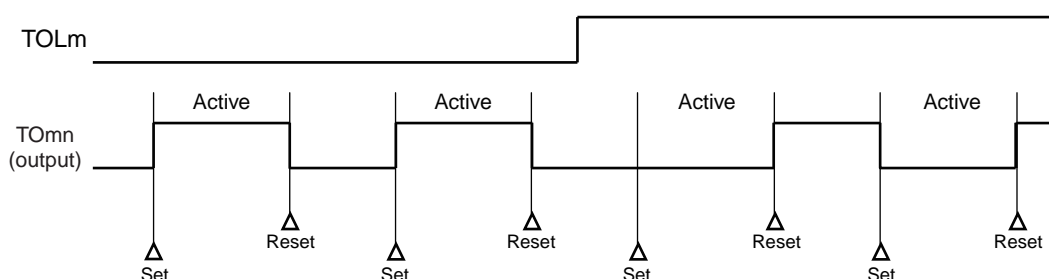 TOLm
Active Active Active Active
TOmn
(output)
Reset Reset Reset Reset
Set Set Set Set